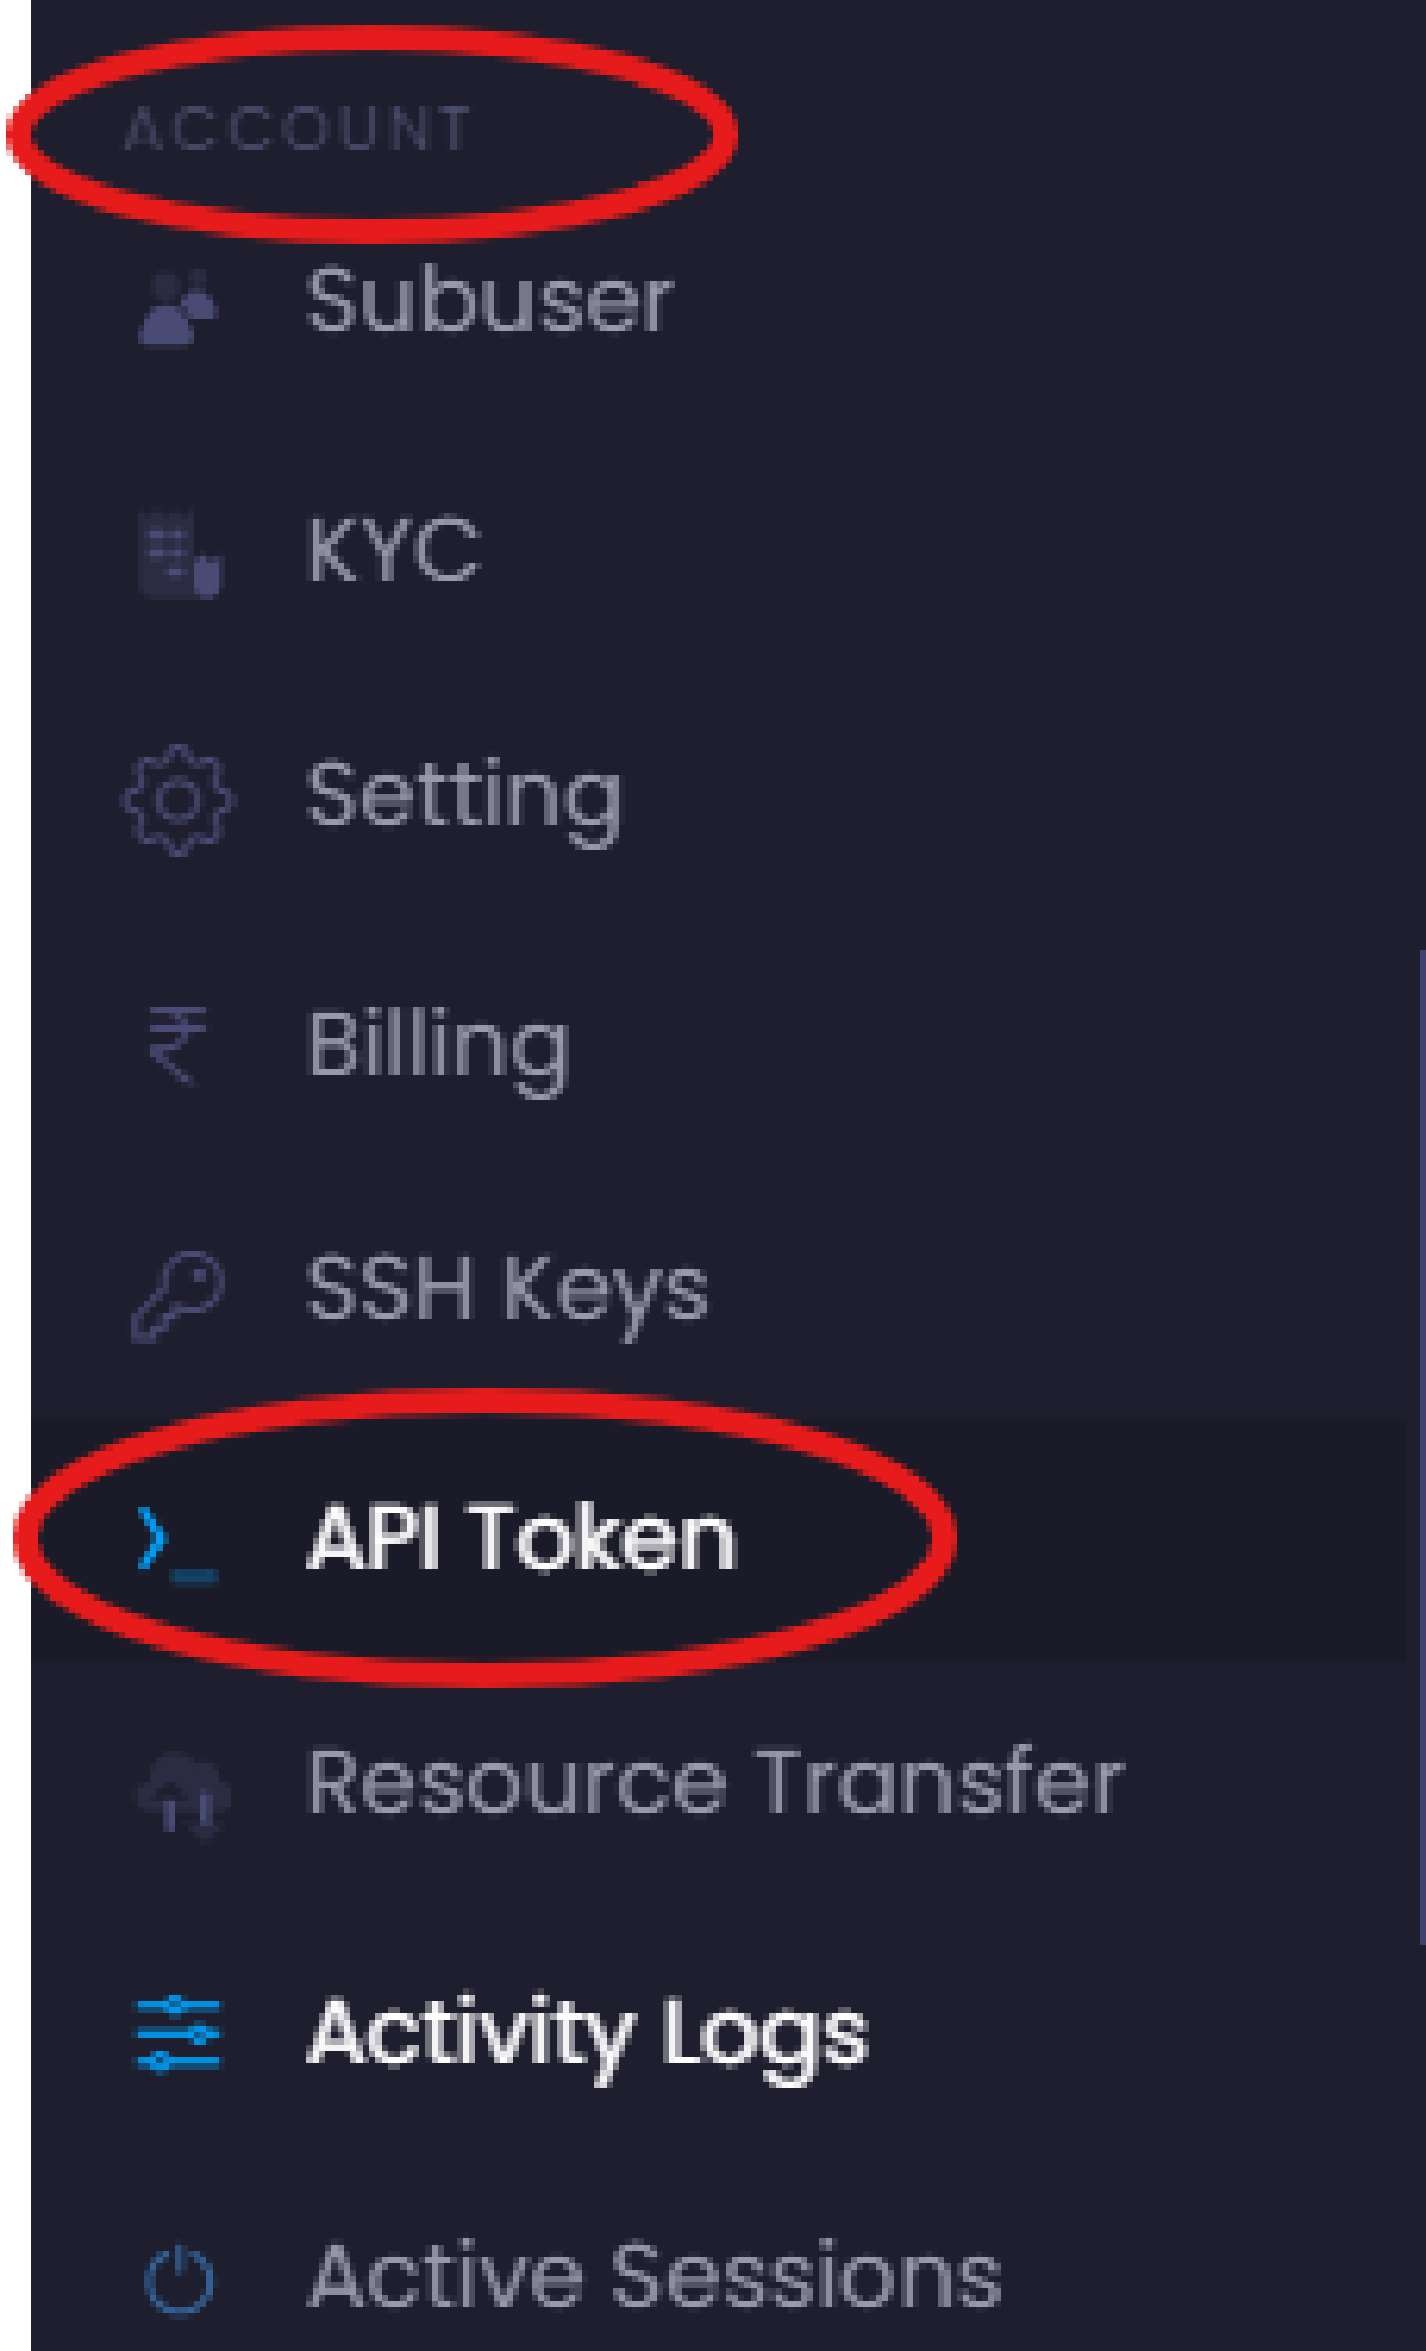 ACCOUNT
Subuser
KYC
Setting
₹ Billing
SSH Keys
API Token
Resource Transfer
Activity Logs
Active Sessions